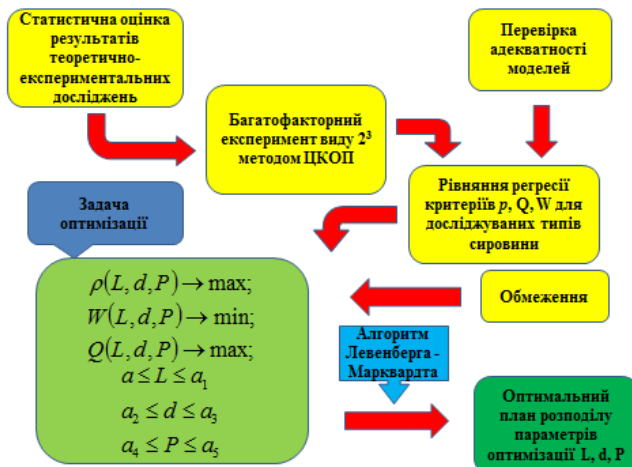 Статистична оцінка
результатів
теоретично-
експериментальних
досліджень
Перевірка
адекватності
моделей
Багатофакторний
експеримент виду 2³
методом ЦКОП
Рівняння регресії
критеріїв p, Q, W для
досліджуваних типів
сировини
Задача
оптимізації
ρ(L, d, P) → max;
W(L, d, P) → min;
Q(L, d, P) → max;
a ≤ L ≤ a₁
a₂ ≤ d ≤ a₃
a₄ ≤ P ≤ a₅
Обмеження
Алгоритм
Левенберга -
Марквардта
Оптимальний
план розподілу
параметрів
оптимізації L, d, P